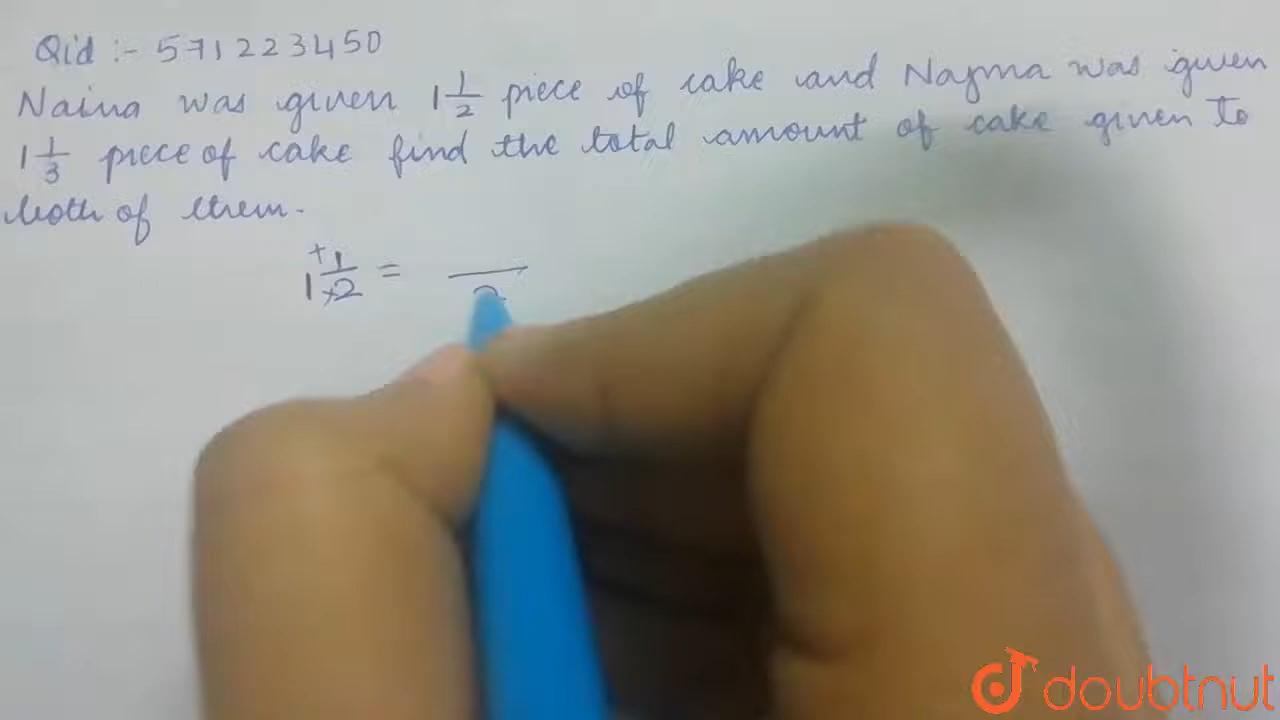 Qid :- 571223450
Naina was given 1 1/2 piece of cake and Najma was given
1 1/3 piece of cake find the total amount of cake given to
both of them.
+
1 1/×2 = —/2
doubtnut